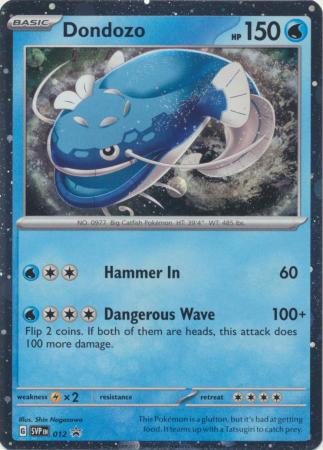 BASIC
Dondozo HP 150
NO. 0977 Big Catfish Pokémon HT: 39'4" WT: 485 lbs.
Hammer In 60
Dangerous Wave 100+
Flip 2 coins. If both of them are heads, this attack does
100 more damage.
weakness ×2 resistance retreat
Illus. Shin Nagasawa
G SVP EN 012
This Pokémon is a glutton, but it's bad at getting
food. It teams up with a Tatsugiri to catch prey.